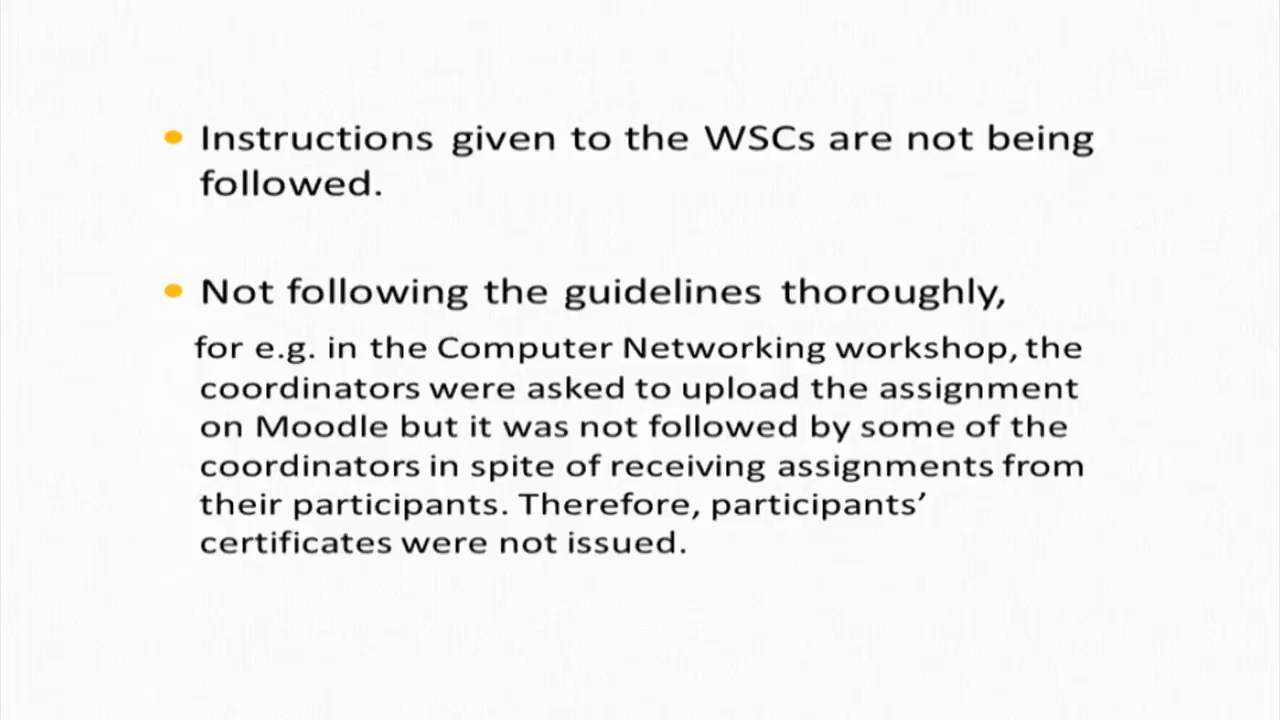 • Instructions given to the WSCs are not being
followed.
• Not following the guidelines thoroughly,
for e.g. in the Computer Networking workshop, the
coordinators were asked to upload the assignment
on Moodle but it was not followed by some of the
coordinators in spite of receiving assignments from
their participants. Therefore, participants’
certificates were not issued.